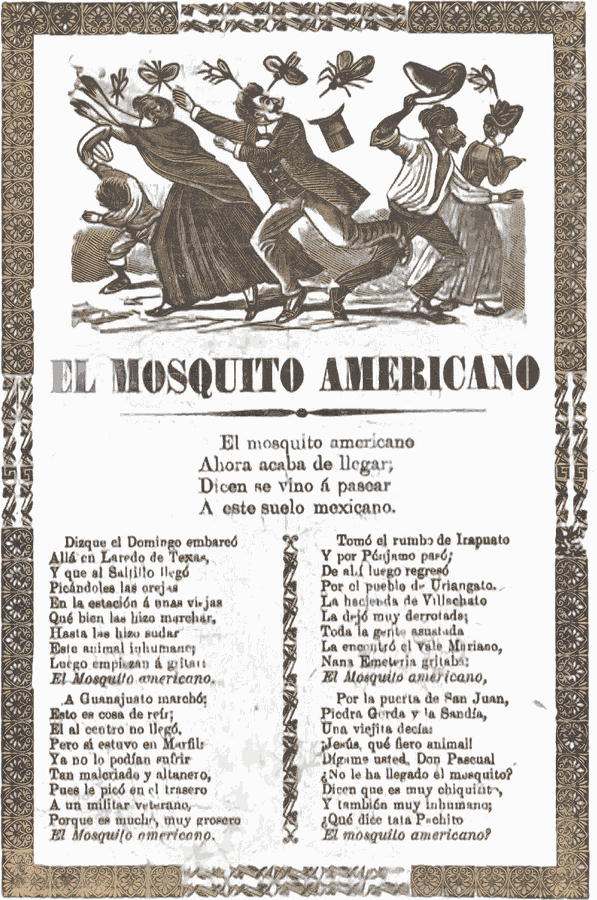 EL MOSQUITO AMERICANO
El mosquito americano
Ahora acaba de llegar;
Dicen se vino á pasear
A este suelo mexicano.
Dizque el Domingo embarcó
Allá en Laredo de Texas,
Y que al Saltillo llegó
Picándoles las orejas
En la estación á unas viejas
Qué bien las hizo marchar,
Hasta las hizo sudar
Este animal inhumano;
Luego empiezan á gritar:
El Mosquito americano.
A Guanajuato marchó;
Esto es cosa de reír;
El al centro no llegó,
Pero sí estuvo en Marfil:
Ya no lo podían sufrir
Tan malcriado y altanero,
Pues le picó en el trasero
A un militar veterano,
Porque es mucho, muy grosero
El Mosquito americano.
Tomó el rumbo de Irapuato
Y por Pénjamo pasó;
De ahí luego regresó
Por el pueblo de Uriangato.
La hacienda de Villachato
La dejó muy derrotada;
Toda la gente asustada
La encontró el vale Mariano,
Nana Emeteria gritaba:
El Mosquito americano,
Por la puerta de San Juan,
Piedra Gorda y la Sandía,
Una viejita decía:
¡Jesús, qué fiero animal!
Dígame usted, Don Pascual
¿No le ha llegado el mosquito?
Dicen que es muy chiquitito,
Y también muy inhumano;
¿Qué dice tata Pachito
El mosquito americano?